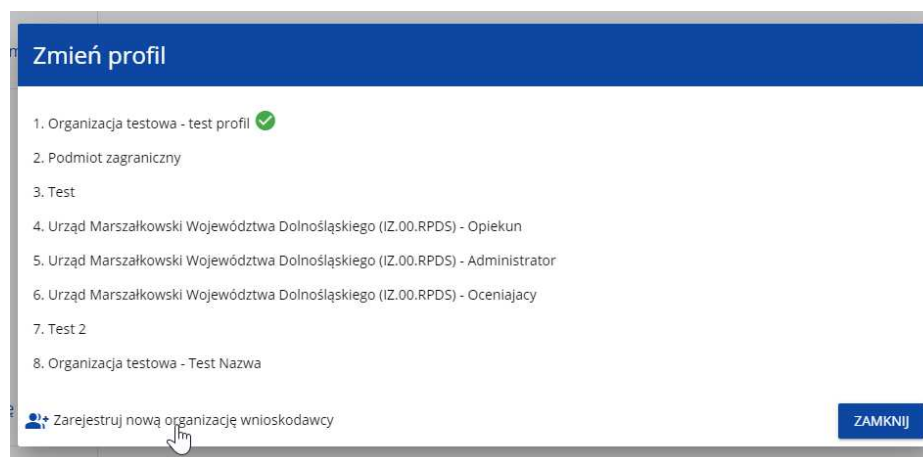 Zmień profil
1. Organizacja testowa - test profil
2. Podmiot zagraniczny
3. Test
4. Urząd Marszałkowski Województwa Dolnośląskiego (IZ.00.RPDS) - Opiekun
5. Urząd Marszałkowski Województwa Dolnośląskiego (IZ.00.RPDS) - Administrator
6. Urząd Marszałkowski Województwa Dolnośląskiego (IZ.00.RPDS) - Oceniajacy
7. Test 2
8. Organizacja testowa - Test Nazwa
Zarejestruj nową organizację wnioskodawcy
ZAMKNIJ